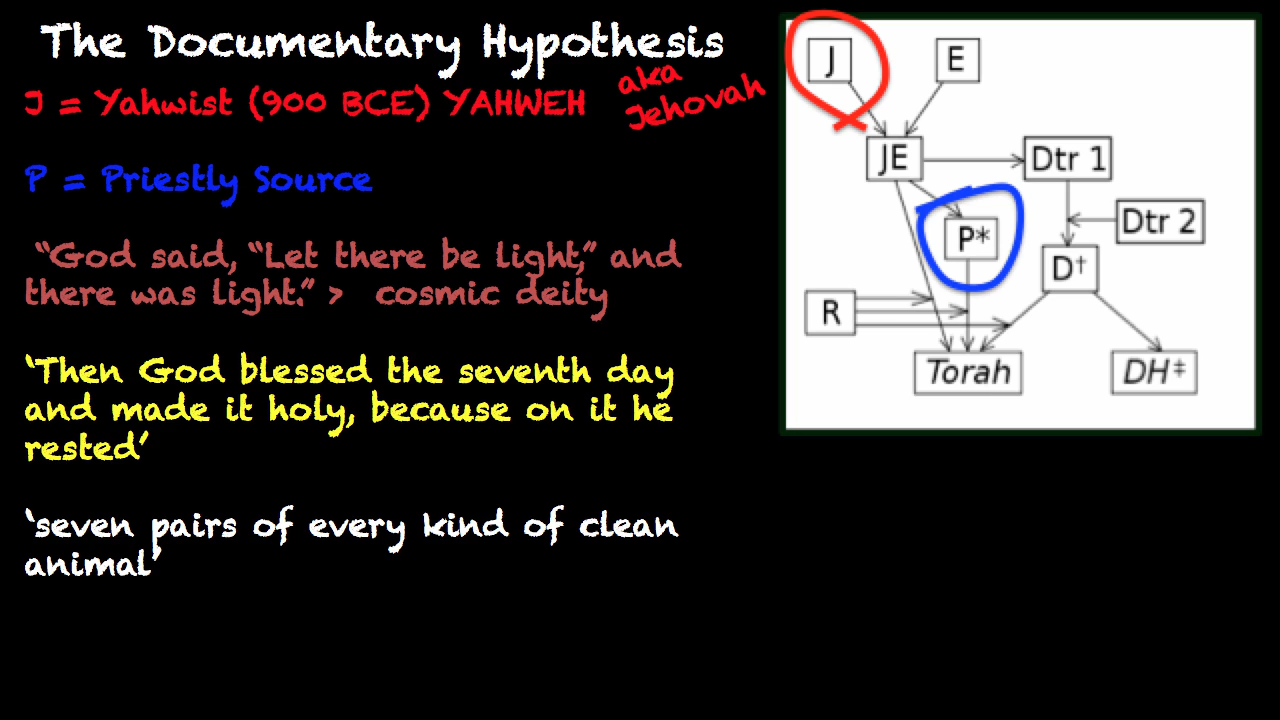 The Documentary Hypothesis
J = Yahwist (900 BCE) YAHWEH
aka
Jehovah
P = Priestly Source
“God said, “Let there be light,” and
there was light.” > cosmic deity
‘Then God blessed the seventh day
and made it holy, because on it he
rested’
‘seven pairs of every kind of clean
animal’
J
E
JE
Dtr 1
P*
Dtr 2
D†
R
Torah
DH‡